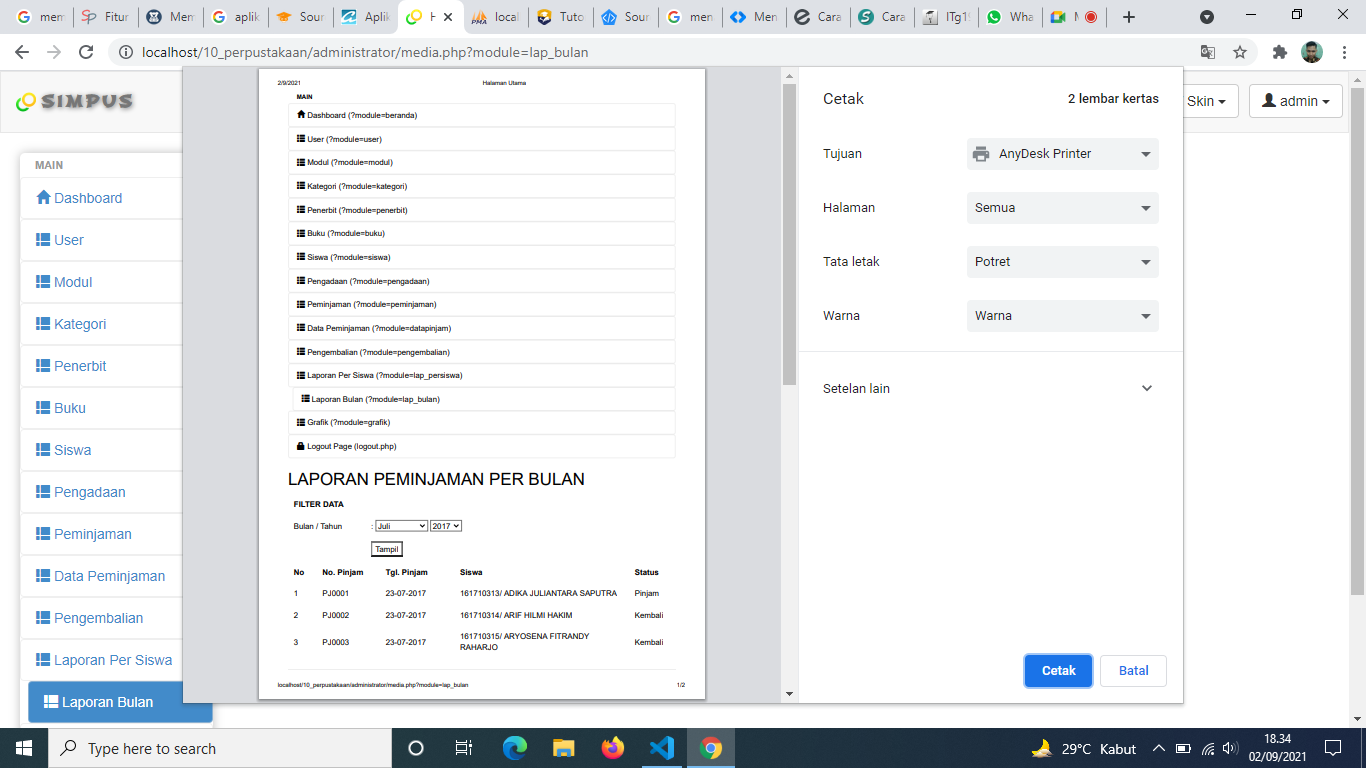 mem
Fitur
Mem
aplik
Sour
Aplik
H
local
Tuto
Sour
men
Men
Cara
Cara
ITg15
Wha
M
localhost/10_perpustakaan/administrator/media.php?module=lap_bulan
SIMPUS
Skin
admin
MAIN
Dashboard
User
Modul
Kategori
Penerbit
Buku
Siswa
Pengadaan
Peminjaman
Data Peminjaman
Pengembalian
Laporan Per Siswa
Laporan Bulan
2/9/2021 Halaman Utama
MAIN
Dashboard (?module=beranda)
User (?module=user)
Modul (?module=modul)
Kategori (?module=kategori)
Penerbit (?module=penerbit)
Buku (?module=buku)
Siswa (?module=siswa)
Pengadaan (?module=pengadaan)
Peminjaman (?module=peminjaman)
Data Peminjaman (?module=datapinjam)
Pengembalian (?module=pengembalian)
Laporan Per Siswa (?module=lap_persiswa)
Laporan Bulan (?module=lap_bulan)
Grafik (?module=grafik)
Logout Page (logout.php)
LAPORAN PEMINJAMAN PER BULAN
FILTER DATA
Bulan / Tahun : Juli 2017
Tampil
No No. Pinjam Tgl. Pinjam Siswa Status
1 PJ0001 23-07-2017 161710313/ ADIKA JULIANTARA SAPUTRA Pinjam
2 PJ0002 23-07-2017 161710314/ ARIF HILMI HAKIM Kembali
3 PJ0003 23-07-2017 161710315/ ARYOSENA FITRANDY RAHARJO Kembali
localhost/10_perpustakaan/administrator/media.php?module=lap_bulan 1/2
Cetak 2 lembar kertas
Tujuan AnyDesk Printer
Halaman Semua
Tata letak Potret
Warna Warna
Setelan lain
Cetak Batal
Type here to search
29°C Kabut
18.34
02/09/2021